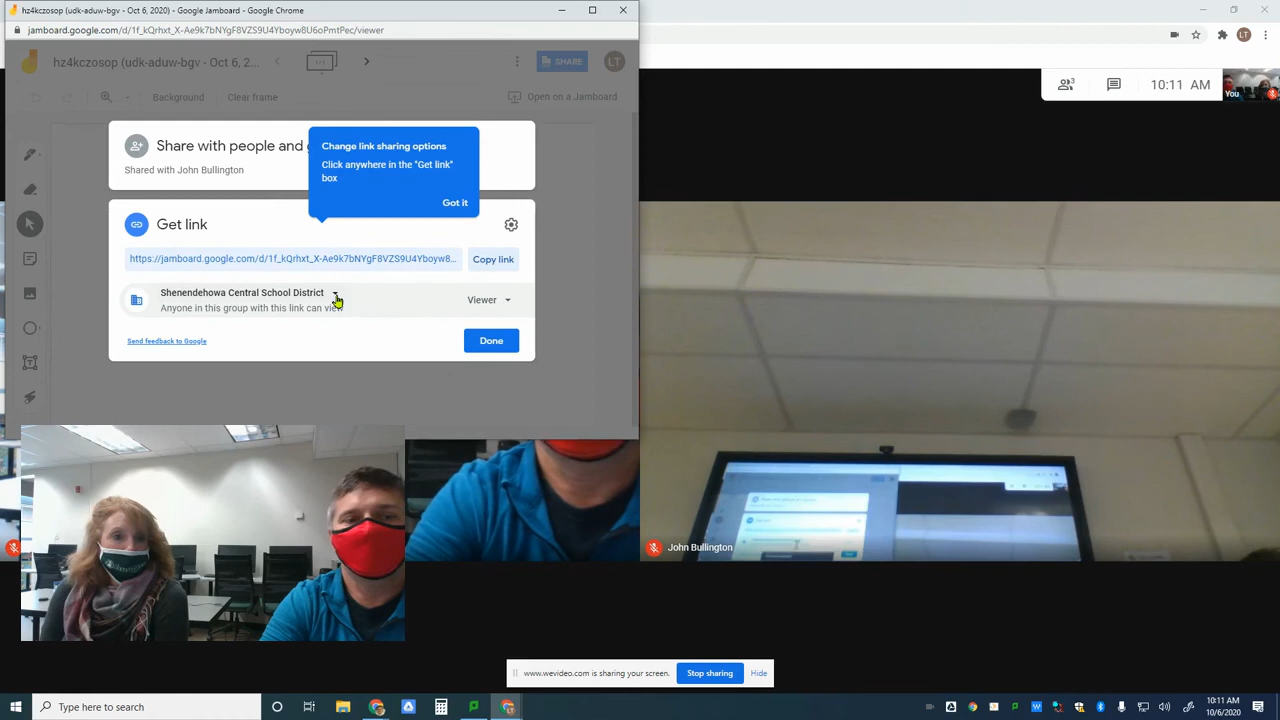 hz4kczosop (udk-aduw-bgv - Oct 6, 2020) - Google Jamboard - Google Chrome
jamboard.google.com/d/1f_kQrhxt_X-Ae9k7bNYgF8VZS9U4Yboyw8U6oPmtPec/viewer
hz4kczosop (udk-aduw-bgv - Oct 6, 2...
SHARE
LT
LT
Background
Clear frame
Open on a Jamboard
3
10:11 AM
You
Share with people and g
Shared with John Bullington
Change link sharing options
Click anywhere in the "Get link"
box
Got it
Get link
https://jamboard.google.com/d/1f_kQrhxt_X-Ae9k7bNYgF8VZS9U4Yboyw8...
Copy link
Shenendehowa Central School District
Anyone in this group with this link can view
Viewer
Send feedback to Google
Done
John Bullington
www.wevideo.com is sharing your screen.
Stop sharing
Hide
Type here to search
10:11 AM
10/6/2020